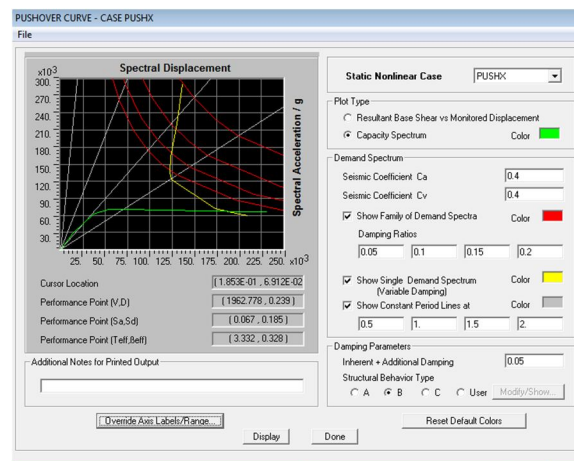 PUSHOVER CURVE - CASE PUSHX
File
Spectral Displacement
x10³
300.
270.
240.
210.
180.
150.
120.
90.
60.
30.
25. 50. 75. 100. 125. 150. 175. 200. 225. 250. x10³
Spectral Acceleration / g
Cursor Location
( 1.853E-01 , 6.912E-02
Performance Point (V,D)
( 1962.778 , 0.239 )
Performance Point (Sa,Sd)
( 0.067 , 0.185 )
Performance Point (Teff,Beff)
( 3.332 , 0.328 )
Additional Notes for Printed Output
Override Axis Labels/Range...
Static Nonlinear Case
PUSHX
Plot Type
Resultant Base Shear vs Monitored Displacement
Capacity Spectrum
Color
Demand Spectrum
Seismic Coefficient Ca
0.4
Seismic Coefficient Cv
0.4
Show Family of Demand Spectra
Color
Damping Ratios
0.05 0.1 0.15 0.2
Show Single Demand Spectrum
(Variable Damping)
Color
Show Constant Period Lines at
Color
0.5 1. 1.5 2.
Damping Parameters
Inherent + Additional Damping
0.05
Structural Behavior Type
A B C User Modify/Show...
Reset Default Colors
Display Done